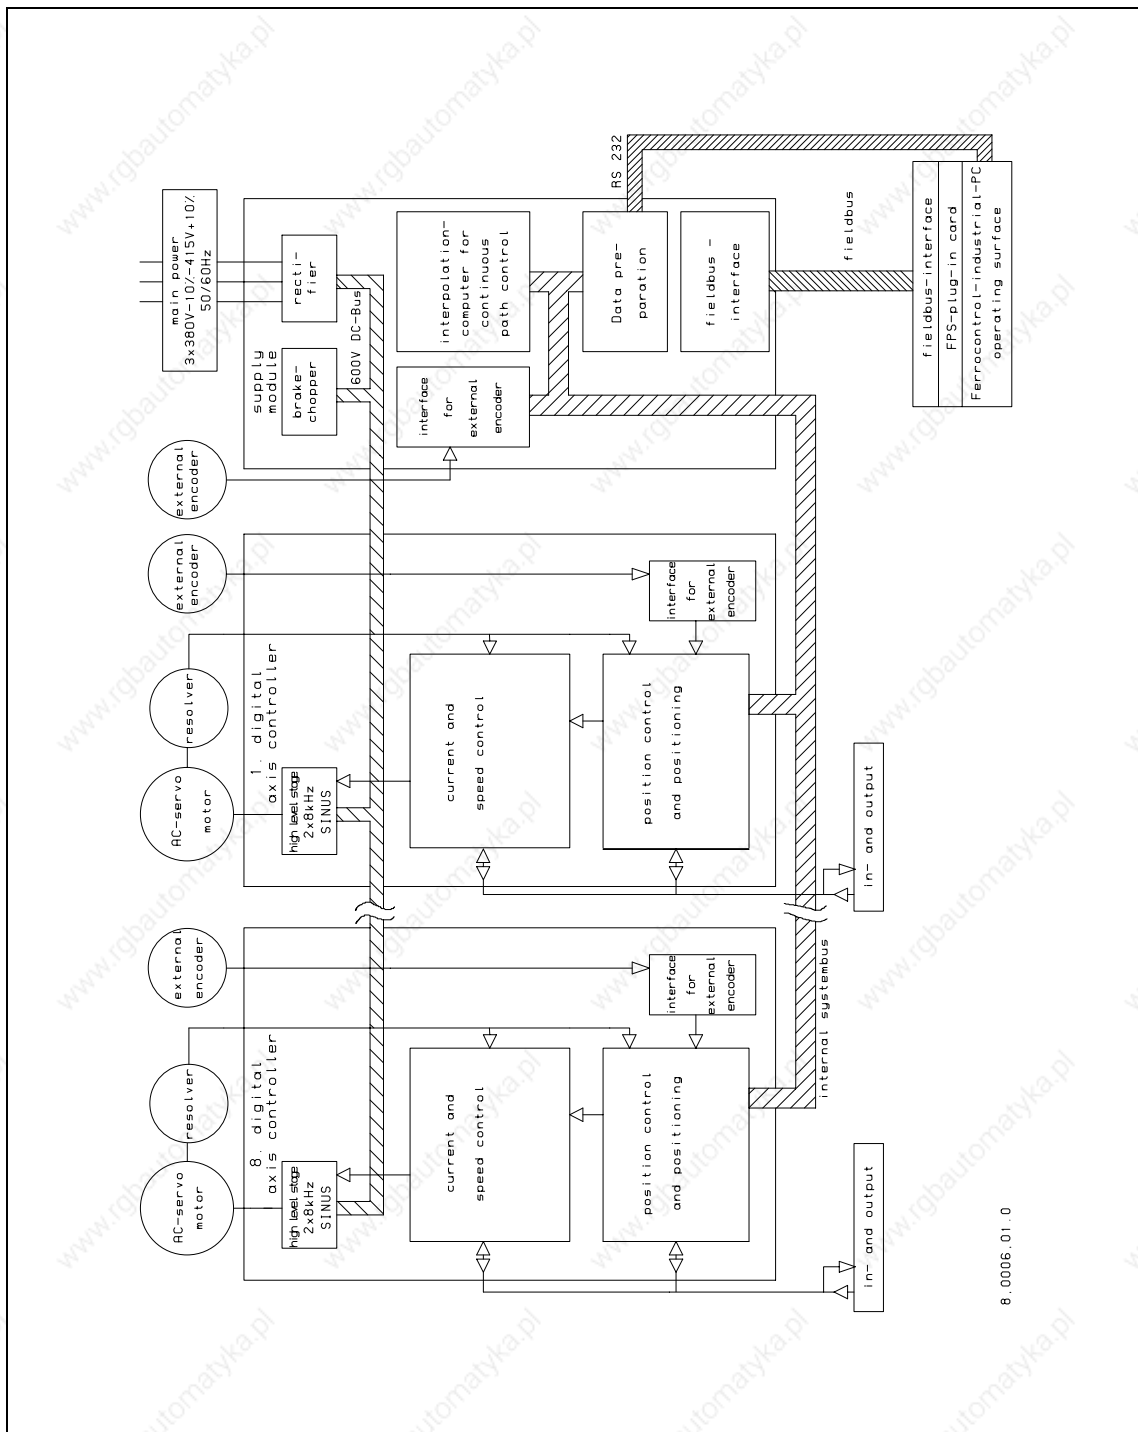 main power
3x380V-10%-415V+10%
50/60Hz
supply
module
recti-
fier
brake-
chopper
600V DC-Bus
interpolation-
computer for
continuous
path control
interface
for
external
encoder
RS 232
Data pre-
paration
fieldbus -
interface
fieldbus
fieldbus-interface
FPS-plug-in card
Ferrocontrol-industrial-PC
operating surface
external
encoder
external
encoder
resolver
AC-servo
motor
1. digital
axis controller
high level stage
2x8kHz
SINUS
current and
speed control
interface
for
external
encoder
position control
and positioning
in- and output
internal systembus
external
encoder
resolver
AC-servo
motor
8. digital
axis controller
high level stage
2x8kHz
SINUS
current and
speed control
interface
for
external
encoder
position control
and positioning
in- and output
8.0006.01.0
www.rgbautomatyka.pl